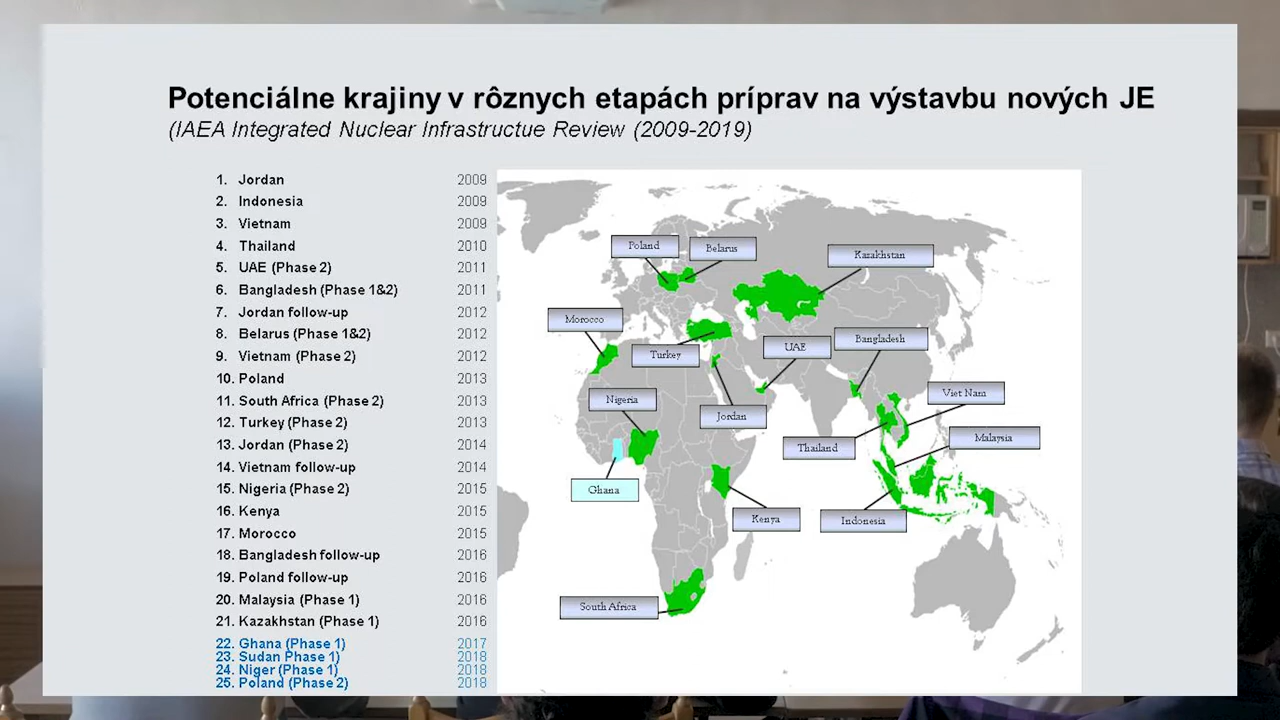 Potenciálne krajiny v rôznych etapách príprav na výstavbu nových JE
(IAEA Integrated Nuclear Infrastructue Review (2009-2019)
1. Jordan 2009
2. Indonesia 2009
3. Vietnam 2009
4. Thailand 2010
5. UAE (Phase 2) 2011
6. Bangladesh (Phase 1&2) 2011
7. Jordan follow-up 2012
8. Belarus (Phase 1&2) 2012
9. Vietnam (Phase 2) 2012
10. Poland 2013
11. South Africa (Phase 2) 2013
12. Turkey (Phase 2) 2013
13. Jordan (Phase 2) 2014
14. Vietnam follow-up 2014
15. Nigeria (Phase 2) 2015
16. Kenya 2015
17. Morocco 2015
18. Bangladesh follow-up 2016
19. Poland follow-up 2016
20. Malaysia (Phase 1) 2016
21. Kazakhstan (Phase 1) 2016
22. Ghana (Phase 1) 2017
23. Sudan Phase 1) 2018
24. Niger (Phase 1) 2018
25. Poland (Phase 2) 2018
Poland
Belarus
Kazakhstan
Morocco
Turkey
UAE
Bangladesh
Nigeria
Jordan
Viet Nam
Thailand
Malaysia
Ghana
Kenya
Indonesia
South Africa